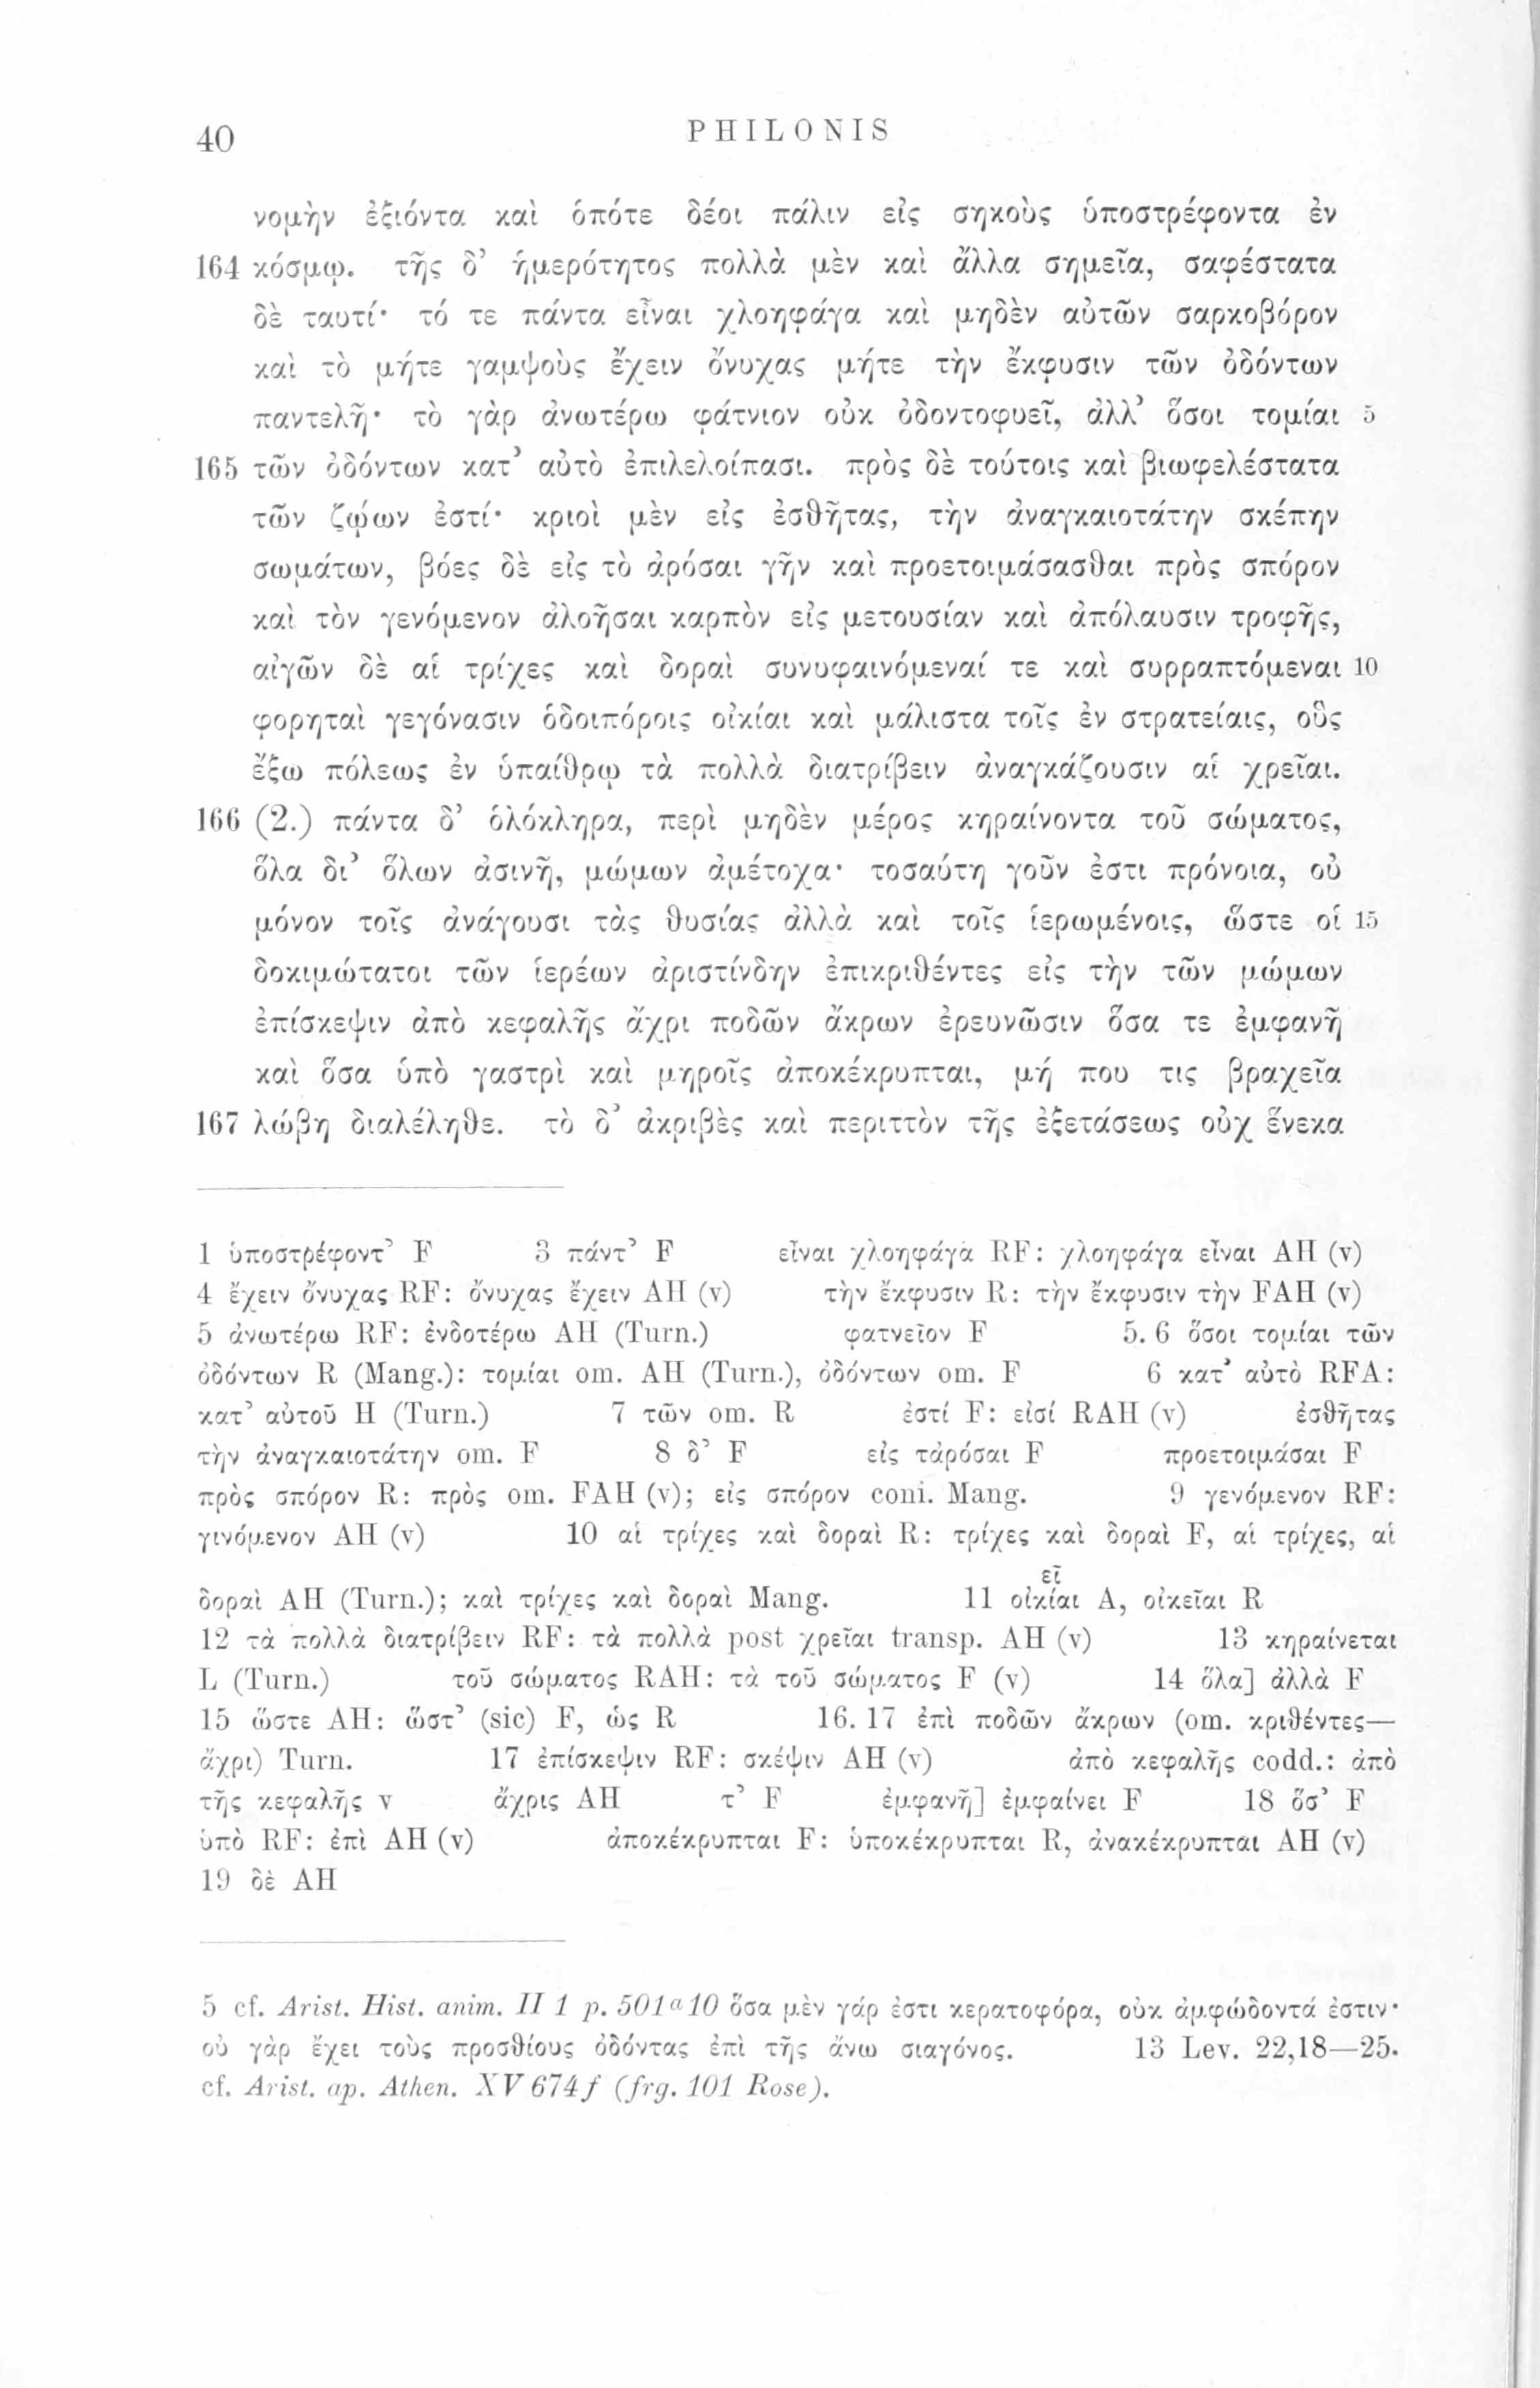 40
PHILONIS
νομὴν ἐξιόντα καὶ ὁπότε δέοι πάλιν εἰς σηκοὺς ὑποστρέφοντα ἐν
164 κόσμῳ. τῆς δ’ ἡμερότητος πολλὰ μὲν καὶ ἄλλα σημεῖα, σαφέστατα
δὲ ταυτί· τό τε πάντα εἶναι χλοηφάγα καὶ μηδὲν αὐτῶν σαρκοβόρον
καὶ τὸ μήτε γαμψοὺς ἔχειν ὄνυχας μήτε τὴν ἔκφυσιν τῶν ὀδόντων
παντελῆ· τὸ γὰρ ἀνωτέρω φάτνιον οὐκ ὀδοντοφυεῖ, ἀλλ’ ὅσοι τομίαι 5
165 τῶν ὀδόντων κατ’ αὐτὸ ἐπιλελοίπασι. πρὸς δὲ τούτοις καὶ βιωφελέστατα
τῶν ζῴων ἐστί· κριοὶ μὲν εἰς ἐσθῆτας, τὴν ἀναγκαιοτάτην σκέπην
σωμάτων, βόες δὲ εἰς τὸ ἀρόσαι γῆν καὶ προετοιμάσασθαι πρὸς σπόρον
καὶ τὸν γενόμενον ἀλοῆσαι καρπὸν εἰς μετουσίαν καὶ ἀπόλαυσιν τροφῆς,
αἰγῶν δὲ αἱ τρίχες καὶ δοραὶ συνυφαινόμεναί τε καὶ συρραπτόμεναι 10
φορηταὶ γεγόνασιν ὁδοιπόροις οἰκίαι καὶ μάλιστα τοῖς ἐν στρατείαις, οὓς
ἔξω πόλεως ἐν ὑπαίθρῳ τὰ πολλὰ διατρίβειν ἀναγκάζουσιν αἱ χρεῖαι.
166 (2.) πάντα δ’ ὁλόκληρα, περὶ μηδὲν μέρος κηραίνοντα τοῦ σώματος,
ὅλα δι’ ὅλων ἀσινῆ, μώμων ἀμέτοχα· τοσαύτη γοῦν ἐστι πρόνοια, οὐ
μόνον τοῖς ἀνάγουσι τὰς θυσίας ἀλλὰ καὶ τοῖς ἱερωμένοις, ὥστε οἱ 15
δοκιμώτατοι τῶν ἱερέων ἀριστίνδην ἐπικριθέντες εἰς τὴν τῶν μώμων
ἐπίσκεψιν ἀπὸ κεφαλῆς ἄχρι ποδῶν ἄκρων ἐρευνῶσιν ὅσα τε ἐμφανῆ
καὶ ὅσα ὑπὸ γαστρὶ καὶ μηροῖς ἀποκέκρυπται, μή που τις βραχεῖα
167 λώβη διαλέληθε. τὸ δ’ ἀκριβὲς καὶ περιττὸν τῆς ἐξετάσεως οὐχ ἕνεκα
1 ὑποστρέφοντ’ F 3 πάντ’ F εἶναι χλοηφάγα RF: χλοηφάγα εἶναι AH (v)
4 ἔχειν ὄνυχας RF: ὄνυχας ἔχειν AH (v) τὴν ἔκφυσιν R: τὴν ἔκφυσιν τὴν FAH (v)
5 ἀνωτέρω RF: ἐνδοτέρω AH (Turn.) φατνεῖον F 5. 6 ὅσοι τομίαι τῶν
ὀδόντων R (Mang.): τομίαι om. AH (Turn.), ὀδόντων om. F 6 κατ’ αὐτὸ RFA:
κατ’ αὐτοῦ H (Turn.) 7 τῶν om. R ἐστί F: εἰσί RAH (v) ἐσθῆτας
τὴν ἀναγκαιοτάτην om. F 8 δ’ F εἰς τἀρόσαι F προετοιμάσαι F
πρὸς σπόρον R: πρὸς om. FAH (v); εἰς σπόρον coni. Mang. 9 γενόμενον RF:
γινόμενον AH (v) 10 αἱ τρίχες καὶ δοραὶ R: τρίχες καὶ δοραὶ F, αἱ τρίχες, αἱ
εῖ
δοραὶ AH (Turn.); καὶ τρίχες καὶ δοραὶ Mang. 11 οἰκίαι A, οἰκεῖαι R
12 τὰ πολλὰ διατρίβειν RF: τὰ πολλὰ post χρεῖαι transp. AH (v) 13 κηραίνεται
L (Turn.) τοῦ σώματος RAH: τὰ τοῦ σώματος F (v) 14 ὅλα] ἀλλὰ F
15 ὥστε AH: ὥστ’ (sic) F, ὡς R 16. 17 ἐπὶ ποδῶν ἄκρων (om. κριθέντες—
ἄχρι) Turn. 17 ἐπίσκεψιν RF: σκέψιν AH (v) ἀπὸ κεφαλῆς codd.: ἀπὸ
τῆς κεφαλῆς v ἄχρις AH τ’ F ἐμφανῆ] ἐμφαίνει F 18 ὅσ’ F
ὑπὸ RF: ἐπὶ AH (v) ἀποκέκρυπται F: ὑποκέκρυπται R, ἀνακέκρυπται AH (v)
19 δὲ AH
5 cf. Arist. Hist. anim. II 1 p. 501a10 ὅσα μὲν γάρ ἐστι κερατοφόρα, οὐκ ἀμφώδοντά ἐστιν·
οὐ γὰρ ἔχει τοὺς προσθίους ὀδόντας ἐπὶ τῆς ἄνω σιαγόνος. 13 Lev. 22,18—25.
cf. Arist. ap. Athen. XV 674f (frg. 101 Rose).